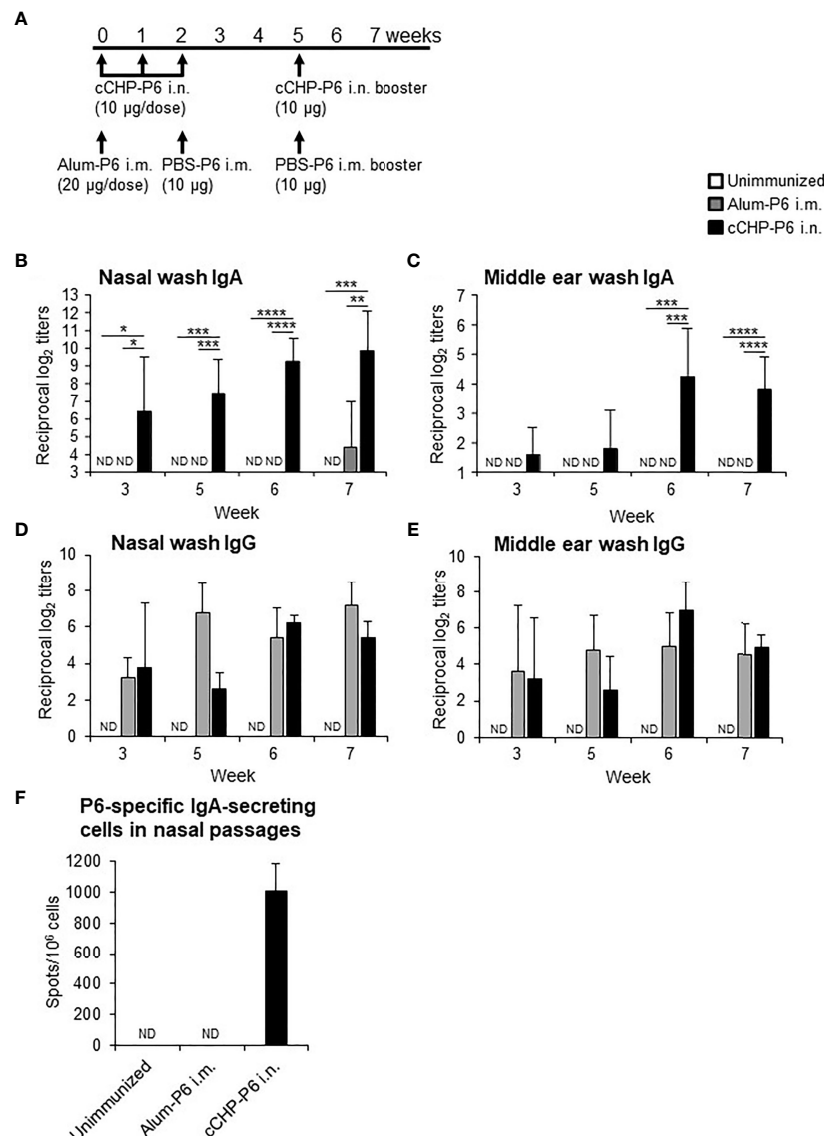 A
0 1 2 3 4 5 6 7 weeks
cCHP-P6 i.n.
(10 µg/dose)
cCHP-P6 i.n. booster
(10 µg)
Alum-P6 i.m.
(20 µg/dose)
PBS-P6 i.m.
(10 µg)
PBS-P6 i.m. booster
(10 µg)
Unimmunized
Alum-P6 i.m.
cCHP-P6 i.n.
B
Nasal wash IgA
Reciprocal log2 titers
13
12
11
10
9
8
7
6
5
4
3
* * *** *** **** **** *** **
ND ND ND ND ND ND ND
3 5 6 7
Week
C
Middle ear wash IgA
Reciprocal log2 titers
7
6
5
4
3
2
1
*** *** **** ****
ND ND ND ND ND ND ND ND
3 5 6 7
Week
D
Nasal wash IgG
Reciprocal log2 titers
10
8
6
4
2
0
ND ND ND ND
3 5 6 7
Week
E
Middle ear wash IgG
Reciprocal log2 titers
10
8
6
4
2
0
ND ND ND ND
3 5 6 7
Week
F
P6-specific IgA-secreting
cells in nasal passages
Spots/10⁶ cells
1200
1000
800
600
400
200
0
ND ND
Unimmunized
Alum-P6 i.m.
cCHP-P6 i.n.